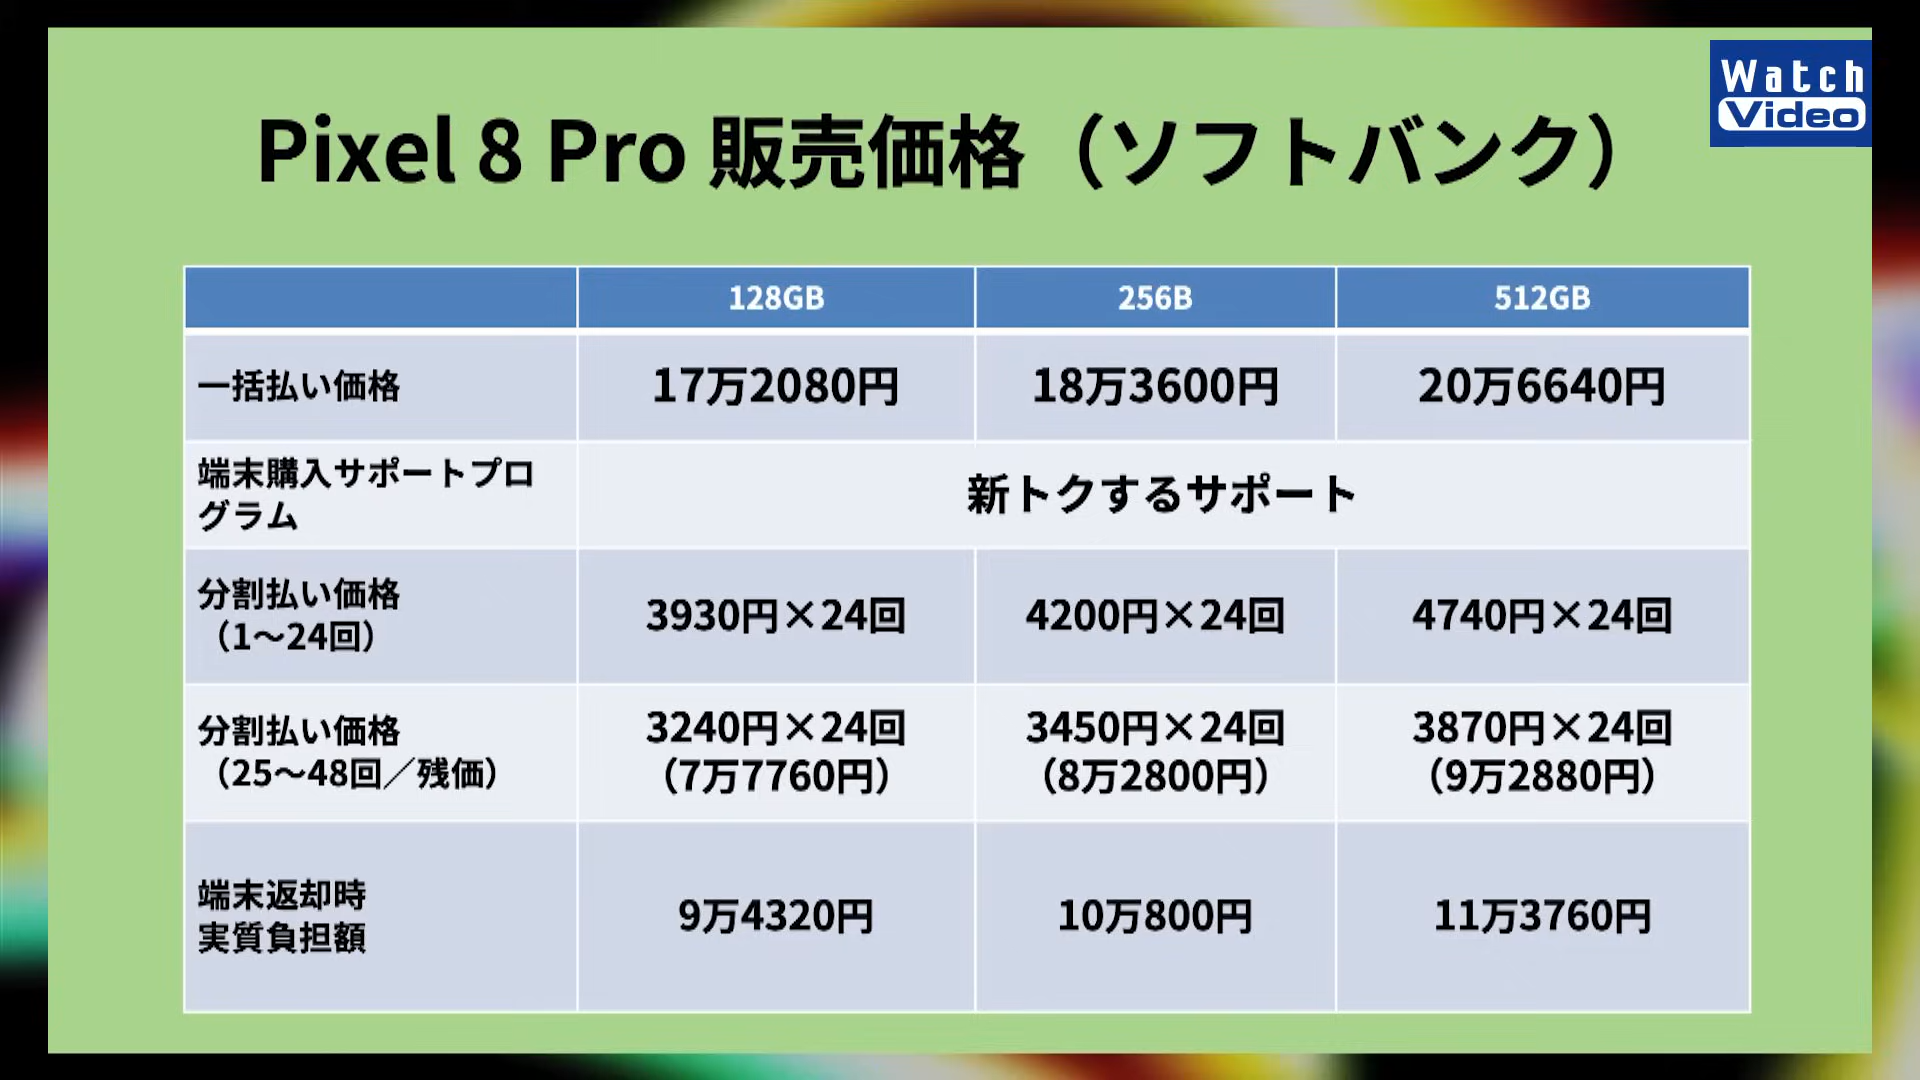 Watch
Video
Pixel 8 Pro 販売価格（ソフトバンク）
128GB 256B 512GB
一括払い価格 17万2080円 18万3600円 20万6640円
端末購入サポートプロ
グラム
新トクするサポート
分割払い価格
（1～24回）
3930円×24回 4200円×24回 4740円×24回
分割払い価格
（25～48回／残価）
3240円×24回 3450円×24回 3870円×24回
（7万7760円） （8万2800円） （9万2880円）
端末返却時
実質負担額
9万4320円 10万800円 11万3760円